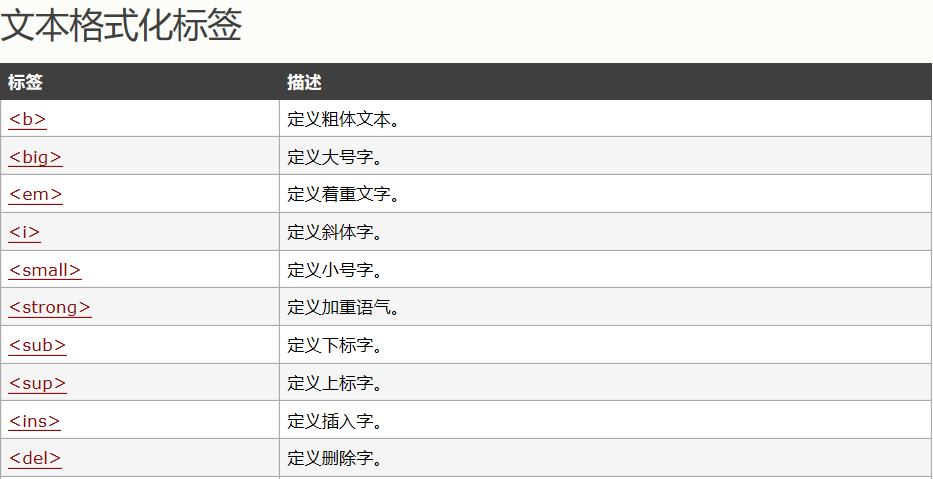 文本格式化标签
标签 描述
<b> 定义粗体文本。
<big> 定义大号字。
<em> 定义着重文字。
<i> 定义斜体字。
<small> 定义小号字。
<strong> 定义加重语气。
<sub> 定义下标字。
<sup> 定义上标字。
<ins> 定义插入字。
<del> 定义删除字。